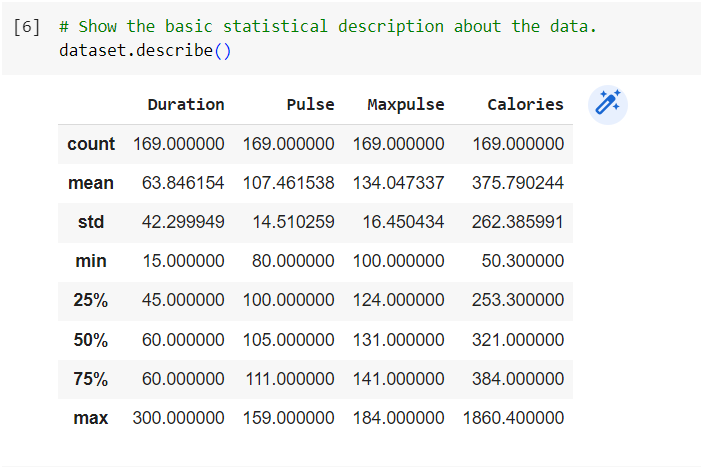 [6] # Show the basic statistical description about the data.
dataset.describe()
Duration Pulse Maxpulse Calories
count 169.000000 169.000000 169.000000 169.000000
mean 63.846154 107.461538 134.047337 375.790244
std 42.299949 14.510259 16.450434 262.385991
min 15.000000 80.000000 100.000000 50.300000
25% 45.000000 100.000000 124.000000 253.300000
50% 60.000000 105.000000 131.000000 321.000000
75% 60.000000 111.000000 141.000000 384.000000
max 300.000000 159.000000 184.000000 1860.400000